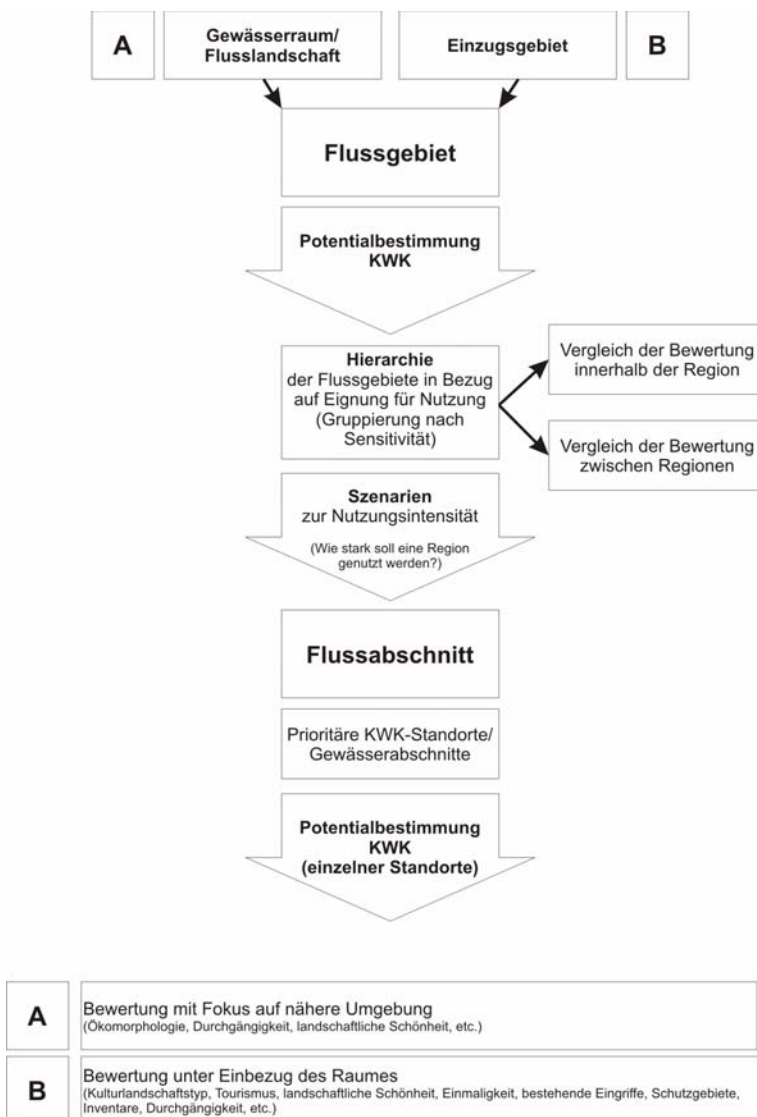 A
Gewässerraum/
Flusslandschaft
Einzugsgebiet
B
Flussgebiet
Potentialbestimmung
KWK
Hierarchie
der Flussgebiete in Bezug
auf Eignung für Nutzung
(Gruppierung nach
Sensitivität)
Vergleich der Bewertung
innerhalb der Region
Vergleich der Bewertung
zwischen Regionen
Szenarien
zur Nutzungsintensität
(Wie stark soll eine Region
genutzt werden?)
Flussabschnitt
Prioritäre KWK-Standorte/
Gewässerabschnitte
Potentialbestimmung
KWK
(einzelner Standorte)
A
Bewertung mit Fokus auf nähere Umgebung
(Ökomorphologie, Durchgängigkeit, landschaftliche Schönheit, etc.)
B
Bewertung unter Einbezug des Raumes
(Kulturlandschaftstyp, Tourismus, landschaftliche Schönheit, Einmaligkeit, bestehende Eingriffe, Schutzgebiete,
Inventare, Durchgängigkeit, etc.)